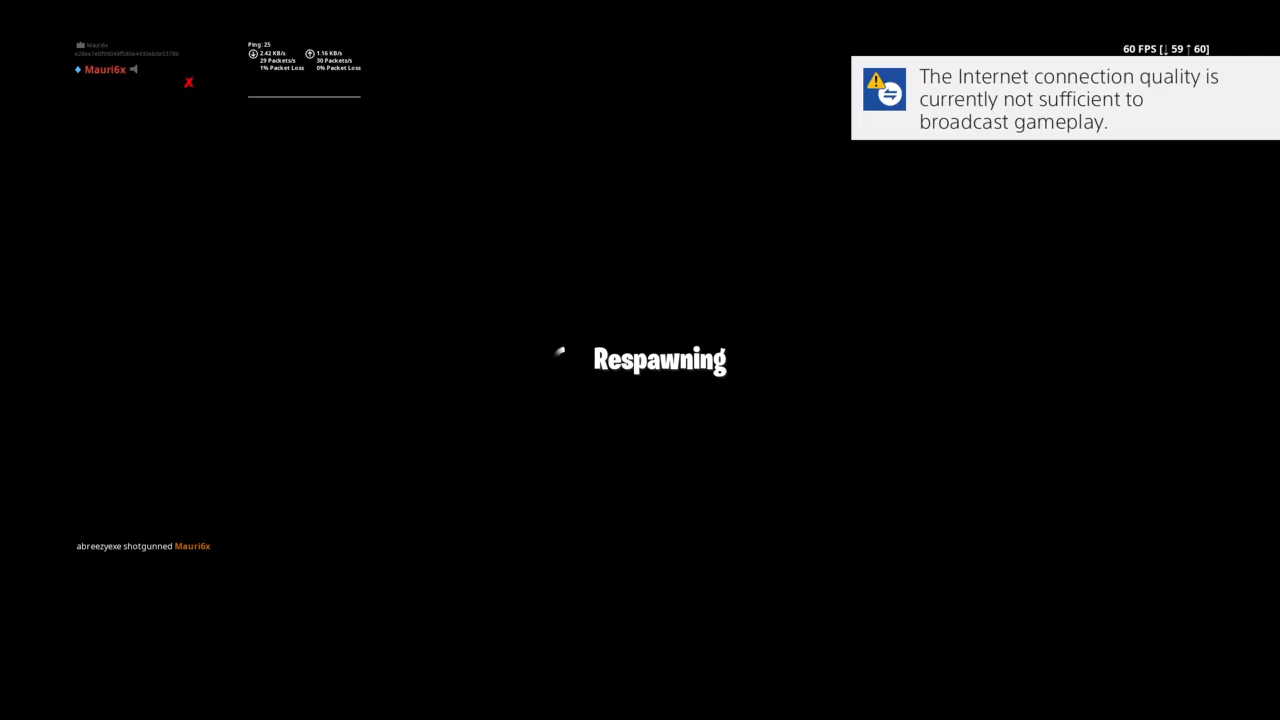 Mauri6x
Mauri6x
Ping: 25
2.42 KB/s
29 Packets/s
1% Packet Loss
1.16 KB/s
30 Packets/s
0% Packet Loss
60 FPS [↓ 59 ↑ 60]
The Internet connection quality is
currently not sufficient to
broadcast gameplay.
Respawning
abreezyexe shotgunned Mauri6x